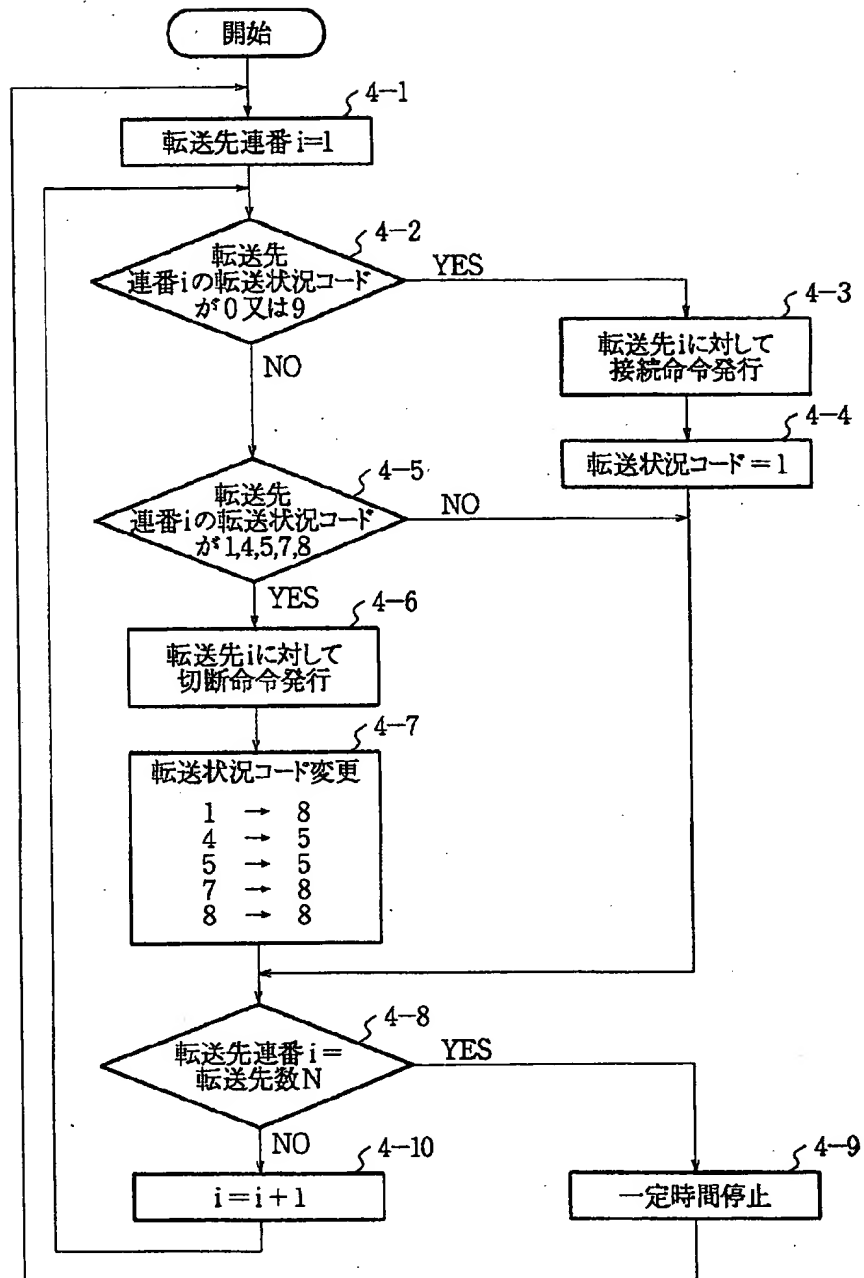 開始
4-1
転送先連番 i=1
4-2
転送先
連番iの転送状況コード
が0又は9
YES
NO
4-3
転送先iに対して
接続命令発行
4-4
転送状況コード=1
4-5
転送先
連番iの転送状況コード
が1,4,5,7,8
NO
YES
4-6
転送先iに対して
切断命令発行
4-7
転送状況コード変更
1 → 8
4 → 5
5 → 5
7 → 8
8 → 8
4-8
転送先連番 i=
転送先数N
YES
NO
4-10
i=i+1
4-9
一定時間停止